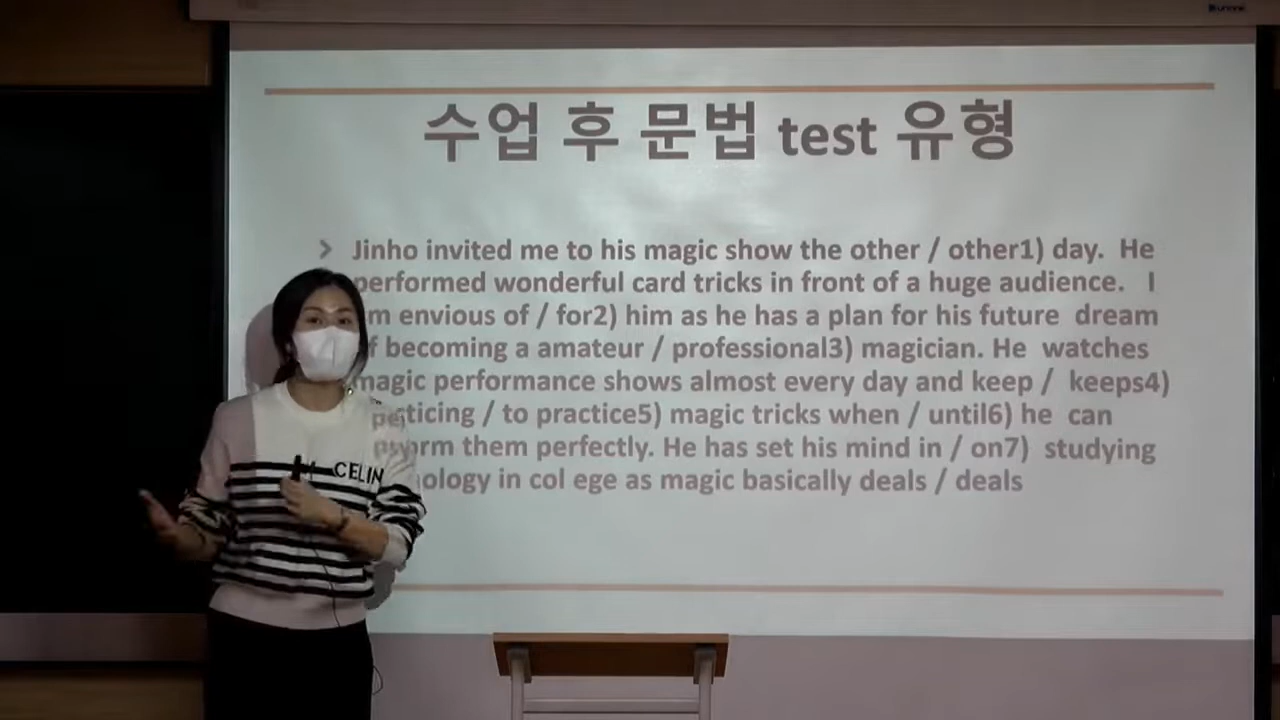 수업 후 문법 test 유형
Jinho invited me to his magic show the other / other1) day. He
performed wonderful card tricks in front of a huge audience. I
envious of / for2) him as he has a plan for his future dream
becoming a amateur / professional3) magician. He watches
magic performance shows almost every day and keep / keeps4)
/ to practice5) magic tricks when / until6) he can
them perfectly. He has set his mind in / on7) studying
in col ege as magic basically deals / deals
CELIN